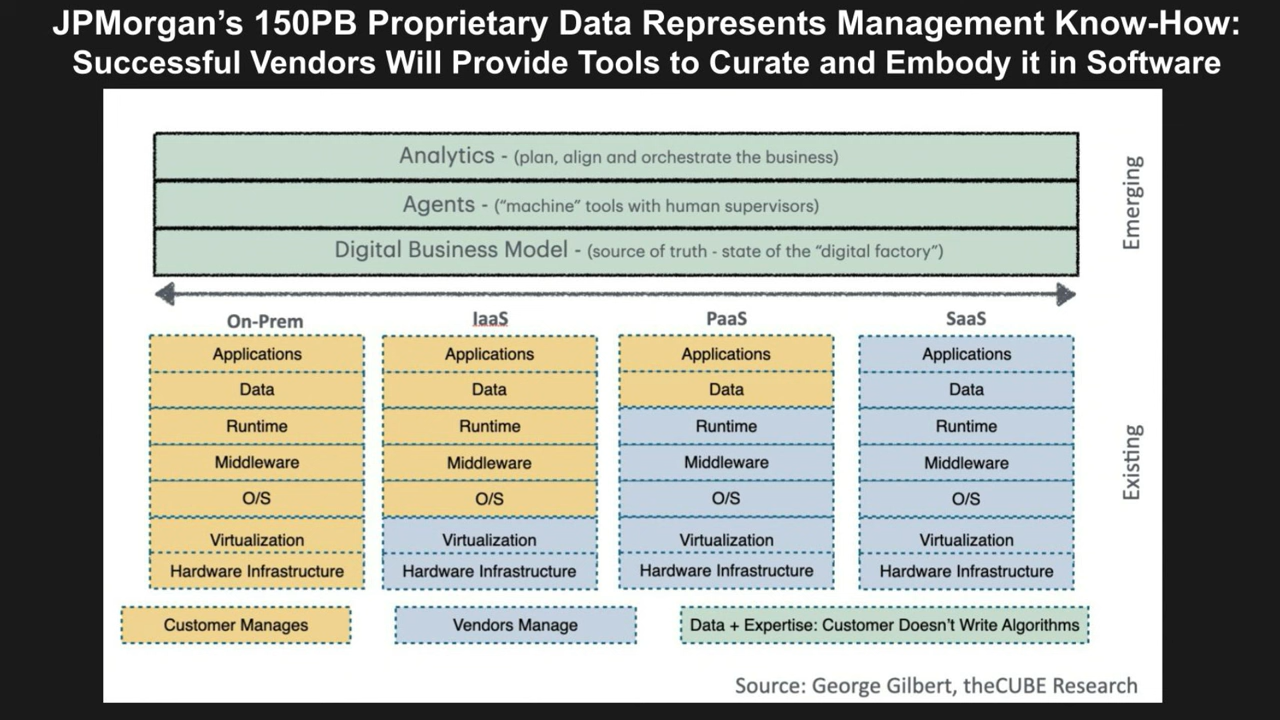 JPMorgan’s 150PB Proprietary Data Represents Management Know-How:
Successful Vendors Will Provide Tools to Curate and Embody it in Software
Analytics - (plan, align and orchestrate the business)
Agents - (“machine” tools with human supervisors)
Digital Business Model - (source of truth - state of the “digital factory”)
Emerging
On-Prem
Applications
Data
Runtime
Middleware
O/S
Virtualization
Hardware Infrastructure
IaaS
Applications
Data
Runtime
Middleware
O/S
Virtualization
Hardware Infrastructure
PaaS
Applications
Data
Runtime
Middleware
O/S
Virtualization
Hardware Infrastructure
SaaS
Applications
Data
Runtime
Middleware
O/S
Virtualization
Hardware Infrastructure
Existing
Customer Manages
Vendors Manage
Data + Expertise: Customer Doesn’t Write Algorithms
Source: George Gilbert, theCUBE Research